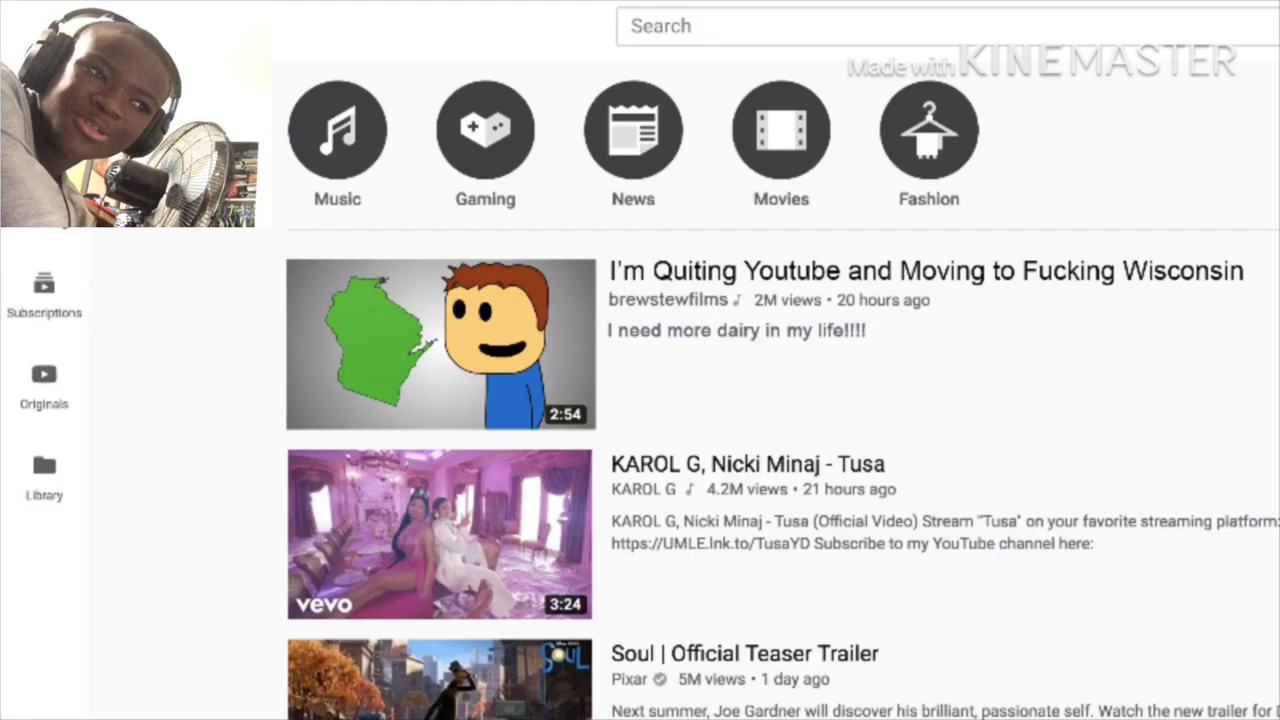 Search
Made with KINEMASTER
Music
Gaming
News
Movies
Fashion
Subscriptions
Originals
Library
I'm Quiting Youtube and Moving to Fucking Wisconsin
brewstewfilms 2M views • 20 hours ago
I need more dairy in my life!!!!
2:54
KAROL G, Nicki Minaj - Tusa
KAROL G 4.2M views • 21 hours ago
KAROL G, Nicki Minaj - Tusa (Official Video) Stream "Tusa" on your favorite streaming platform
https://UMLE.lnk.to/TusaYD Subscribe to my YouTube channel here:
vevo
3:24
Soul | Official Teaser Trailer
Pixar 5M views • 1 day ago
Next summer, Joe Gardner will discover his brilliant, passionate self. Watch the new trailer for
SOUL